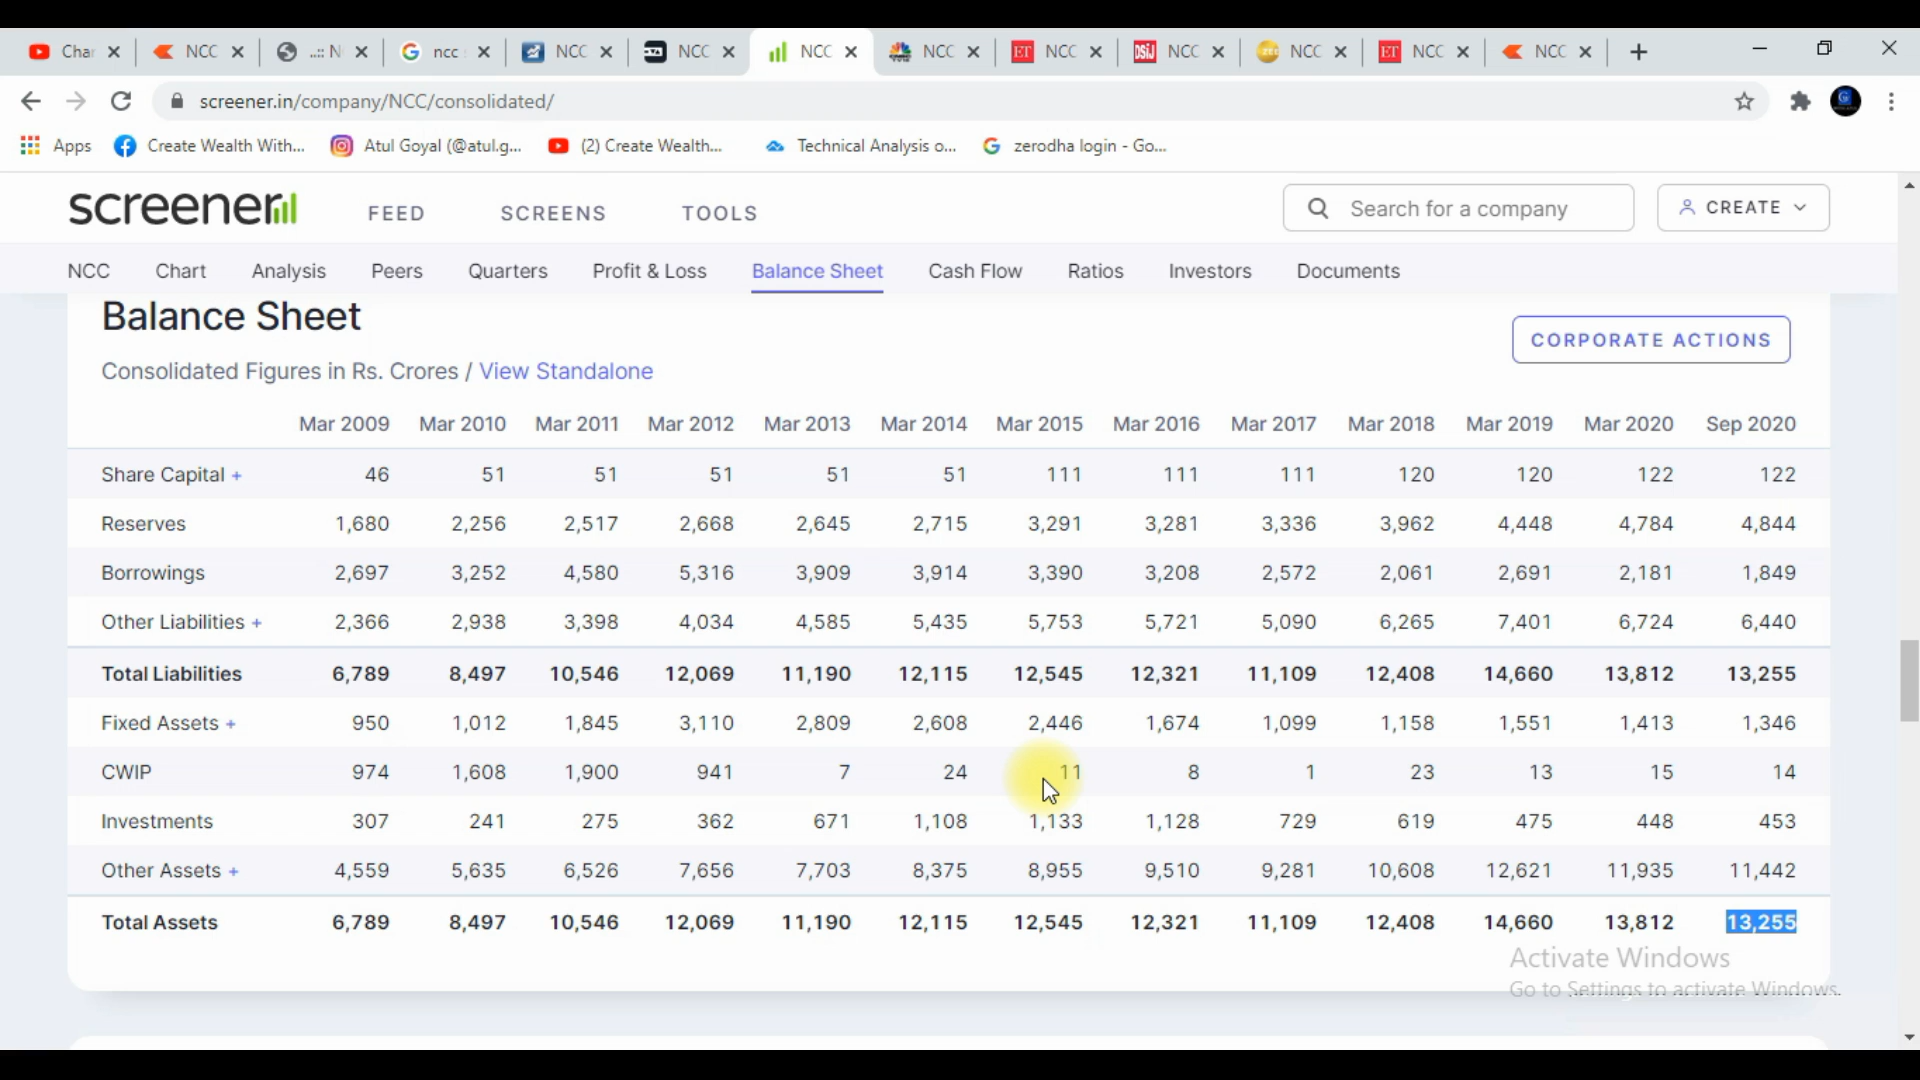 Char NCC ..:: N NCC ncc NCC NCC NCC NCC NCC NCC NCC NCC NCC
screener.in/company/NCC/consolidated/
Apps Create Wealth With... Atul Goyal (@atul.g... (2) Create Wealth... Technical Analysis o... zerodha login - Go...
screener FEED SCREENS TOOLS Search for a company CREATE
NCC Chart Analysis Peers Quarters Profit & Loss Balance Sheet Cash Flow Ratios Investors Documents
Balance Sheet
CORPORATE ACTIONS
Consolidated Figures in Rs. Crores / View Standalone
Mar 2009 Mar 2010 Mar 2011 Mar 2012 Mar 2013 Mar 2014 Mar 2015 Mar 2016 Mar 2017 Mar 2018 Mar 2019 Mar 2020 Sep 2020
Share Capital + 46 51 51 51 51 51 111 111 111 120 120 122 122
Reserves 1,680 2,256 2,517 2,668 2,645 2,715 3,291 3,281 3,336 3,962 4,448 4,784 4,844
Borrowings 2,697 3,252 4,580 5,316 3,909 3,914 3,390 3,208 2,572 2,061 2,691 2,181 1,849
Other Liabilities + 2,366 2,938 3,398 4,034 4,585 5,435 5,753 5,721 5,090 6,265 7,401 6,724 6,440
Total Liabilities 6,789 8,497 10,546 12,069 11,190 12,115 12,545 12,321 11,109 12,408 14,660 13,812 13,255
Fixed Assets + 950 1,012 1,845 3,110 2,809 2,608 2,446 1,674 1,099 1,158 1,551 1,413 1,346
CWIP 974 1,608 1,900 941 7 24 11 8 1 23 13 15 14
Investments 307 241 275 362 671 1,108 1,133 1,128 729 619 475 448 453
Other Assets + 4,559 5,635 6,526 7,656 7,703 8,375 8,955 9,510 9,281 10,608 12,621 11,935 11,442
Total Assets 6,789 8,497 10,546 12,069 11,190 12,115 12,545 12,321 11,109 12,408 14,660 13,812 13,255
Activate Windows
Go to Settings to activate Windows.